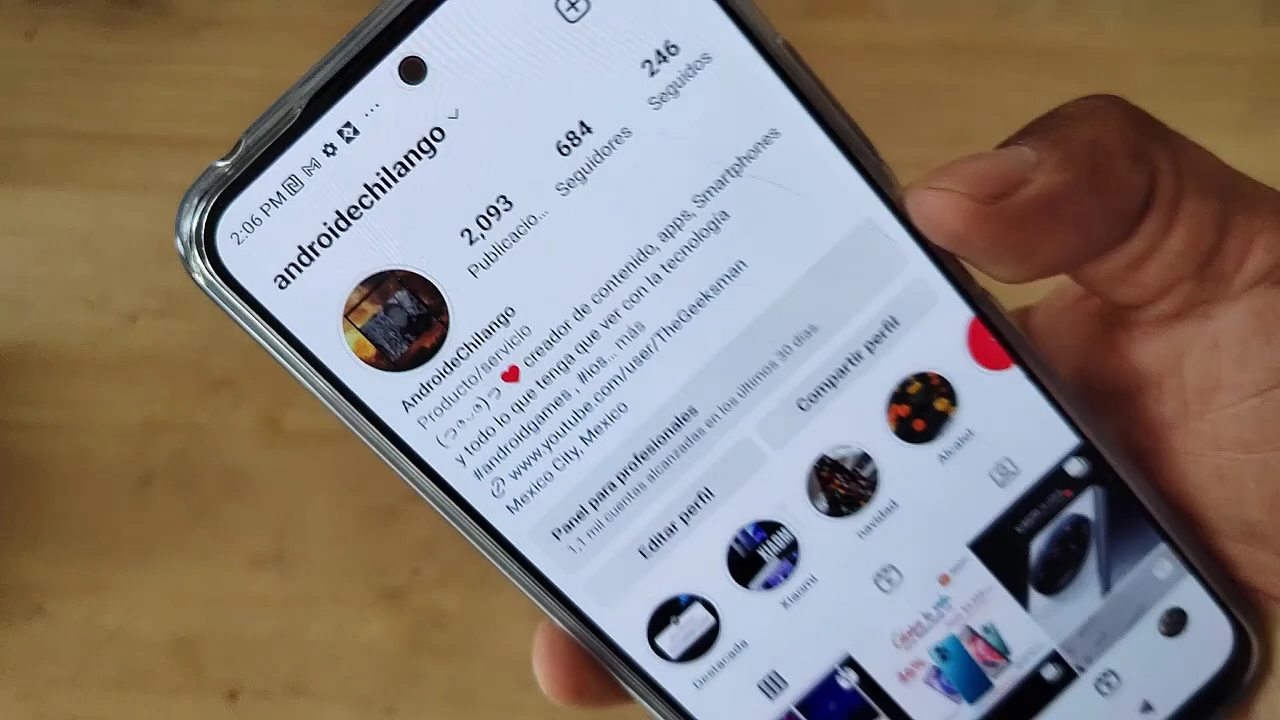 2:06 PM
androidechilango
2,093
Publicacio...
684
Seguidores
246
Seguidos
AndroideChilango
Producto/servicio
creador de contenido, apps, Smartphones
y todo lo que tenga que ver con la tecnología
#androidgames , #ios... más
www.youtube.com/user/TheGeeksman
Mexico City, Mexico
Panel para profesionales
1,1 mil cuentas alcanzadas en los últimos 30 días.
Editar perfil
Compartir perfil
Destacada
Xiaomi
navidad
Alcatel